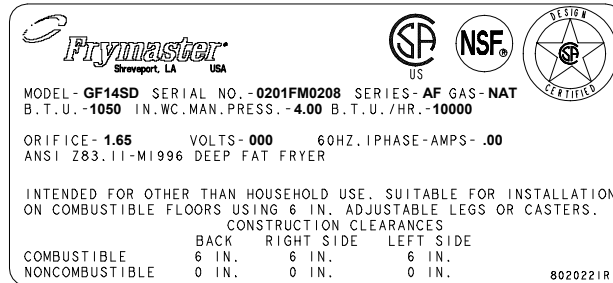 Frymaster
Shreveport, LA USA
SA
US
NSF®
DESIGN
SA
CERTIFIED
MODEL- GF14SD SERIAL NO.-0201FM0208 SERIES- AF GAS- NAT
B.T.U.-1050 IN.WC.MAN.PRESS.-4.00 B.T.U./HR.-10000
ORIFICE- 1.65 VOLTS-000 60HZ.1PHASE-AMPS- .00
ANSI Z83.11-M1996 DEEP FAT FRYER
INTENDED FOR OTHER THAN HOUSEHOLD USE. SUITABLE FOR INSTALLATION
ON COMBUSTIBLE FLOORS USING 6 IN. ADJUSTABLE LEGS OR CASTERS.
CONSTRUCTION CLEARANCES
BACK RIGHT SIDE LEFT SIDE
COMBUSTIBLE 6 IN. 6 IN. 6 IN.
NONCOMBUSTIBLE 0 IN. 0 IN. 0 IN.
8020221R